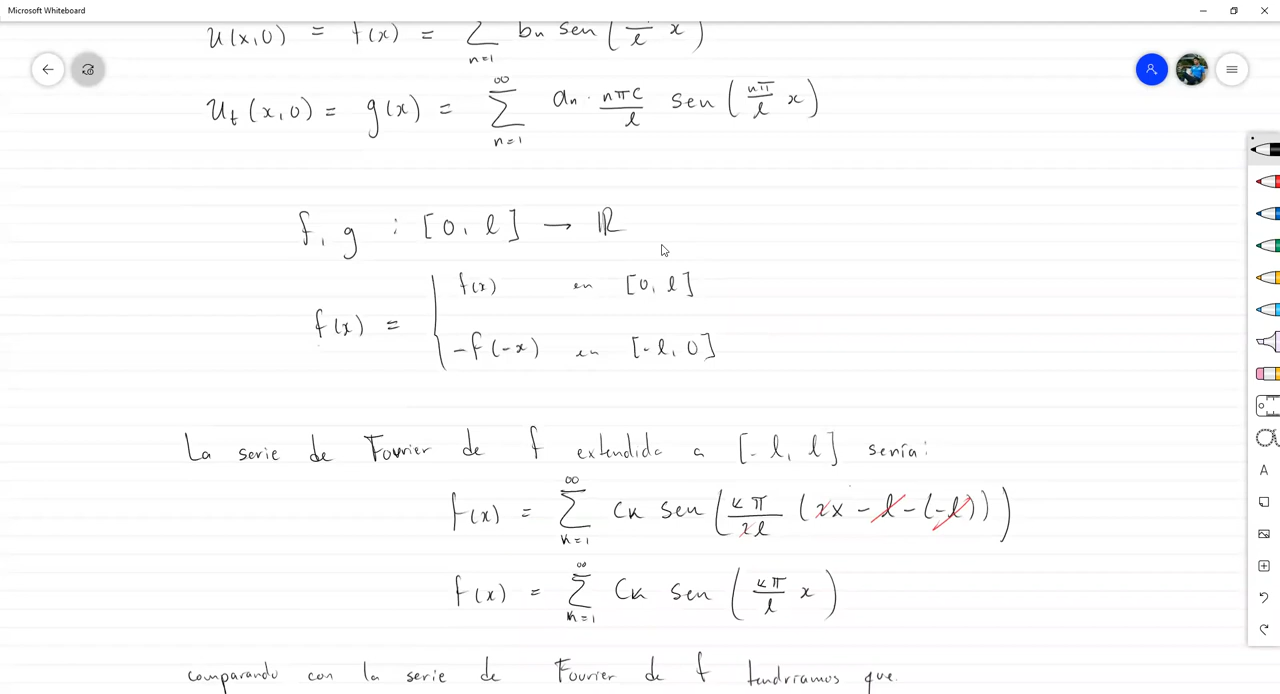 Microsoft Whiteboard
u(x,0) = f(x) = ∑ n=1 bn sen ( π/l x )
u_t(x,0) = g(x) = ∑ n=1 ∞ an · nπc/l sen ( nπ/l x )
f, g : [0, l] → ℝ
f(x) = { f(x) en [0, l]
-f(-x) en [-l, 0]
La serie de Fourier de f extendida a [-l, l] sería:
f(x) = ∑ k=1 ∞ Ck sen ( kπ/2l (2x - l - (-l)) )
f(x) = ∑ k=1 ∞ Ck sen ( kπ/l x )
comparando con la serie de Fourier de f tendríamos que
A